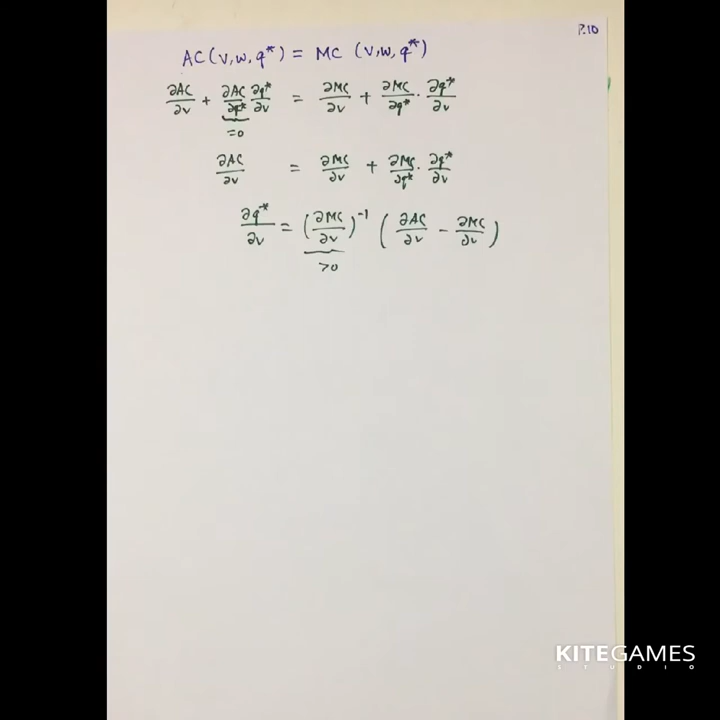 P.10
AC(v,w,q*) = MC (v,w,q*)
∂AC/∂v + ∂AC/∂q* ∂q*/∂v = ∂MC/∂v + ∂MC/∂q* · ∂q*/∂v
=0
∂AC/∂v = ∂MC/∂v + ∂MC/∂q* · ∂q*/∂v
∂q*/∂v = (∂MC/∂v)⁻¹ (∂AC/∂v − ∂MC/∂v)
>0
KITEGAMES
STUDIO